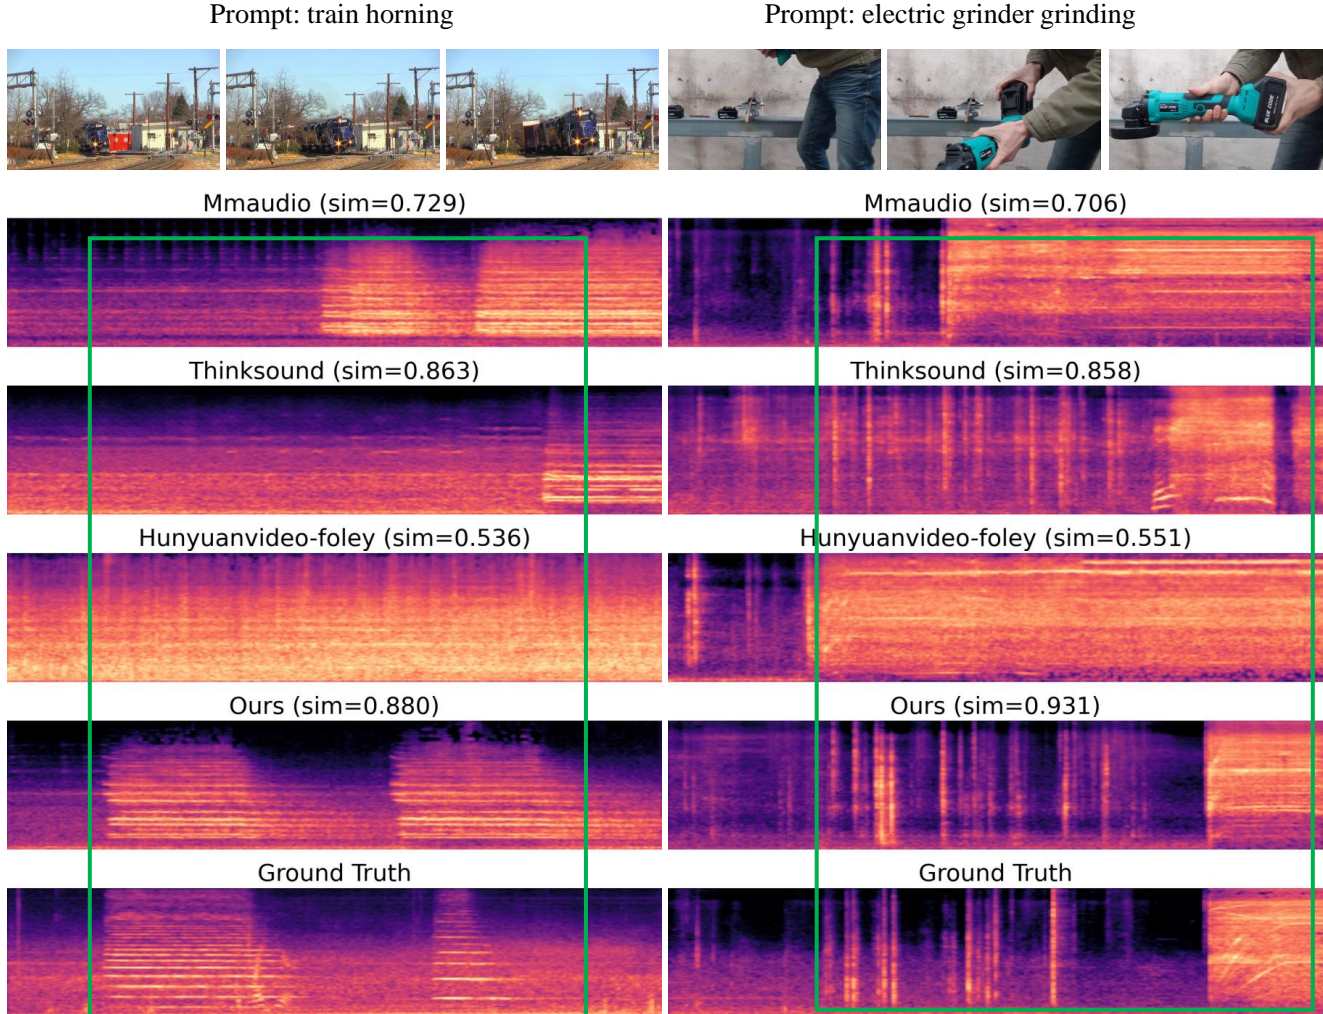 Prompt: train horning
Prompt: electric grinder grinding
BLUE CODE
Mmaudio (sim=0.729)
Mmaudio (sim=0.706)
Thinksound (sim=0.863)
Thinksound (sim=0.858)
Hunyuanvideo-foley (sim=0.536)
Hunyuanvideo-foley (sim=0.551)
Ours (sim=0.880)
Ours (sim=0.931)
Ground Truth
Ground Truth